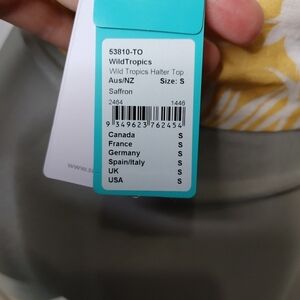 53810-TO
WildTropics
Wild Tropics Halter Top
Aus/NZ Size: S
Saffron
2464 1446
9 349623 762454
Canada S
France S
Germany S
Spain/Italy S
UK S
USA S